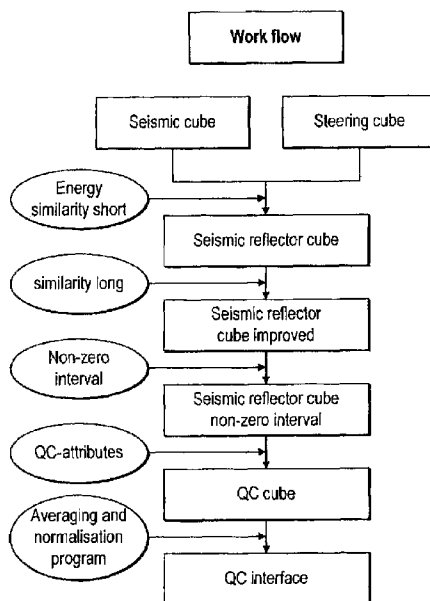 Work flow
Seismic cube
Steering cube
Energy
similarity short
Seismic reflector cube
similarity long
Seismic reflector
cube improved
Non-zero
interval
Seismic reflector cube
non-zero interval
QC-attributes
QC cube
Averaging and
normalisation
program
QC interface